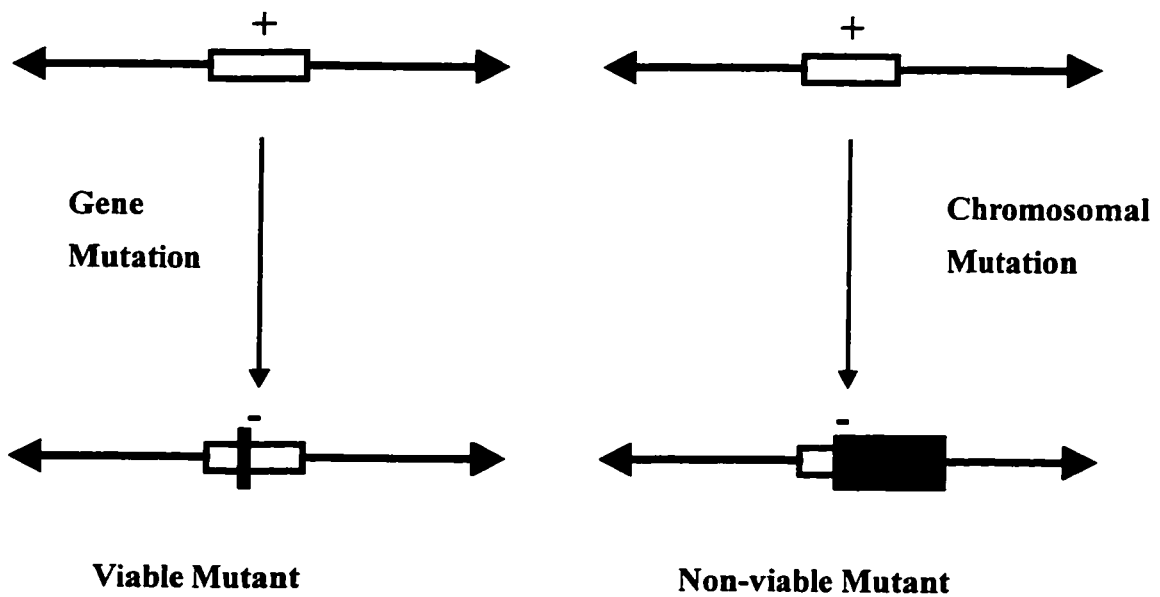 +
+
Gene
Mutation
Chromosomal
Mutation
-
-
Viable Mutant
Non-viable Mutant